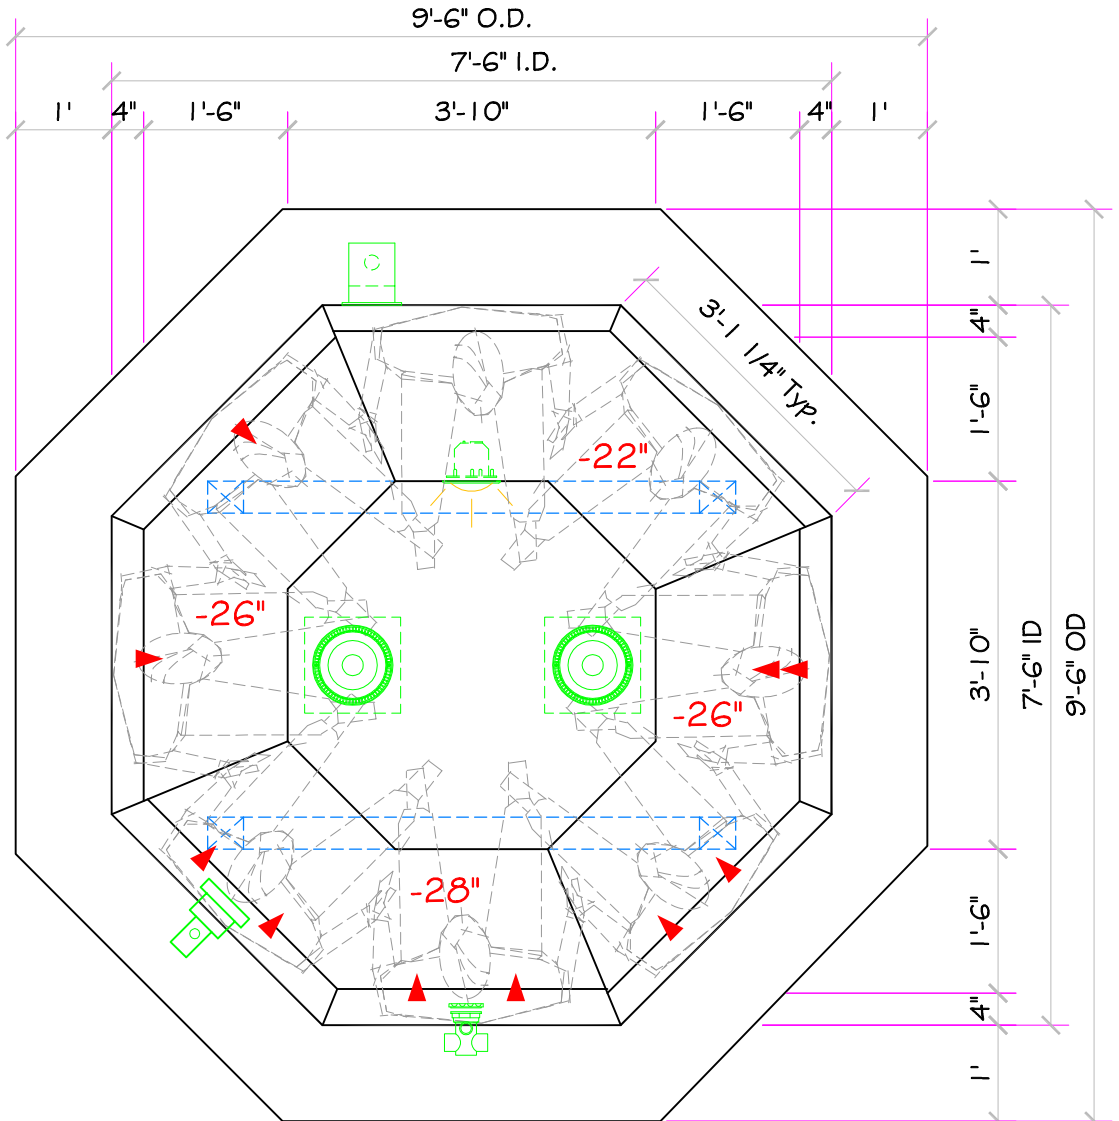 9'-6" O.D.
7'-6" I.D.
1' 4" 1'-6" 3'-10" 1'-6" 4" 1'
1'
4"
3'-1 1/4" Typ.
1'-6"
-22"
-26"
3'-10"
7'-6" ID
9'-6" OD
-26"
-28"
1'-6"
4"
1'